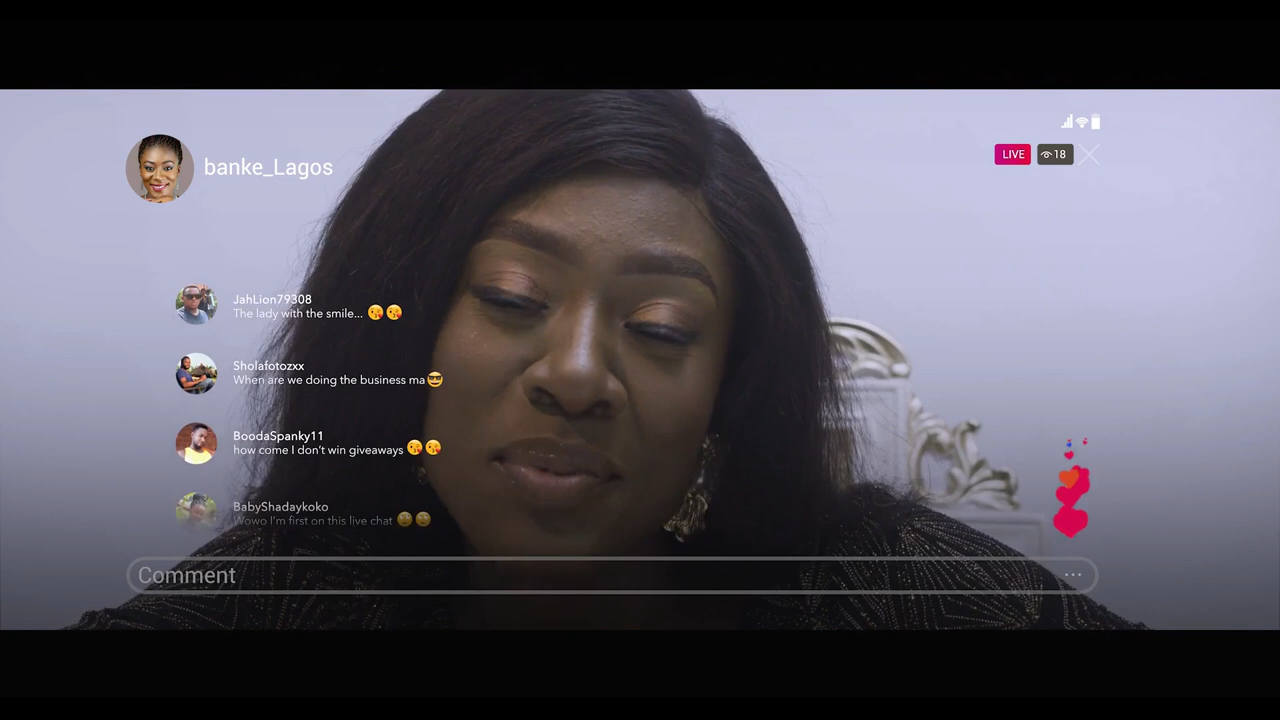 banke_Lagos
LIVE
18
JahLion79308
The lady with the smile... 😘😘
Sholafotozxx
When are we doing the business ma😎
BoodaSpanky11
how come I don't win giveaways 😘😘
BabyShadaykoko
Wowo I'm first on this live chat 🙄🙄
Comment